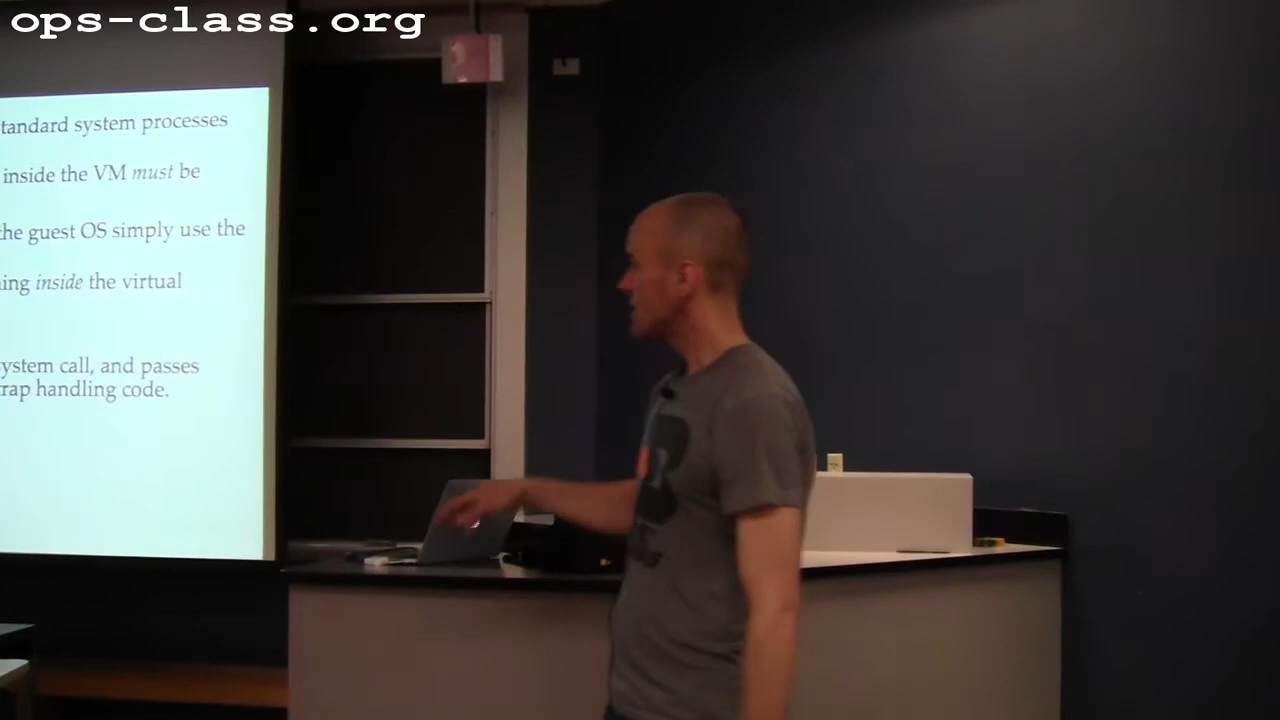 ops-class.org
tandard system processes
inside the VM must be
the guest OS simply use the
ing inside the virtual
ystem call, and passes
rap handling code.